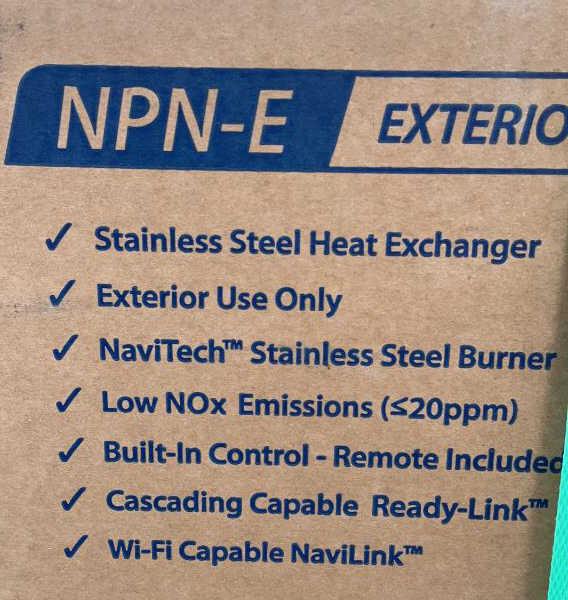 NPN-E EXTERIO
✓ Stainless Steel Heat Exchanger
✓ Exterior Use Only
✓ NaviTech™ Stainless Steel Burner
✓ Low NOx Emissions (≤20ppm)
✓ Built-In Control - Remote Included
✓ Cascading Capable Ready-Link™
✓ Wi-Fi Capable NaviLink™